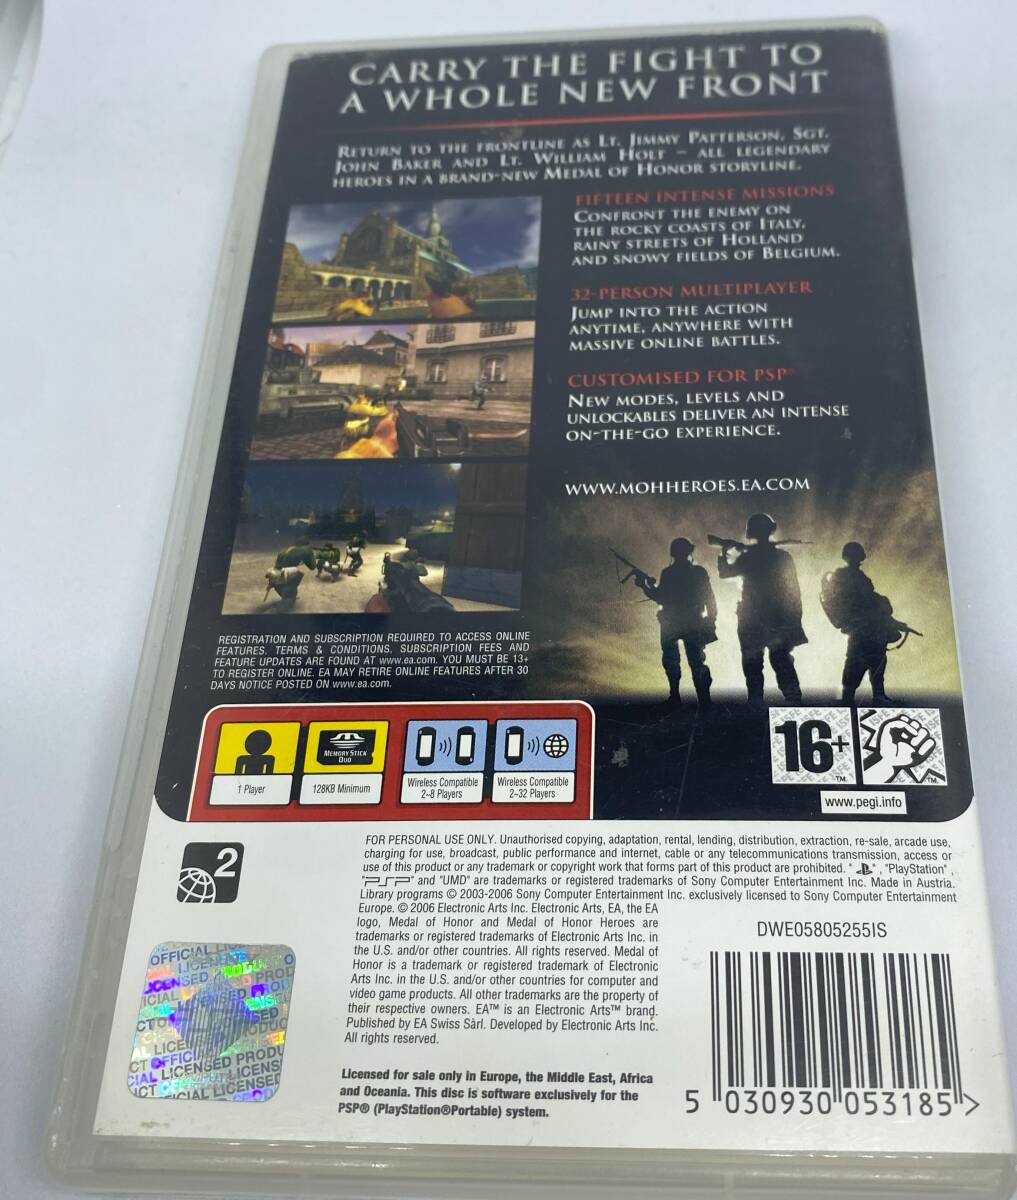 CARRY THE FIGHT TO
A WHOLE NEW FRONT
RETURN TO THE FRONTLINE AS LT. JIMMY PATTERSON, SGT.
JOHN BAKER AND LT. WILLIAM HOLT – ALL LEGENDARY
HEROES IN A BRAND-NEW MEDAL OF HONOR STORYLINE.
FIFTEEN INTENSE MISSIONS
CONFRONT THE ENEMY ON
THE ROCKY COASTS OF ITALY,
RAINY STREETS OF HOLLAND
AND SNOWY FIELDS OF BELGIUM.
32-PERSON MULTIPLAYER
JUMP INTO THE ACTION
ANYTIME, ANYWHERE WITH
MASSIVE ONLINE BATTLES.
CUSTOMISED FOR PSP®
NEW MODES, LEVELS AND
UNLOCKABLES DELIVER AN INTENSE
ON-THE-GO EXPERIENCE.
WWW.MOHHEROES.EA.COM
REGISTRATION AND SUBSCRIPTION REQUIRED TO ACCESS ONLINE
FEATURES. TERMS & CONDITIONS, SUBSCRIPTION FEES AND
FEATURE UPDATES ARE FOUND AT www.ea.com. YOU MUST BE 13+
TO REGISTER ONLINE. EA MAY RETIRE ONLINE FEATURES AFTER 30
DAYS NOTICE POSTED ON www.ea.com.
MEMORY STICK
DUO
1 Player
128KB Minimum
Wireless Compatible
2-8 Players
Wireless Compatible
2-32 Players
16+
™
™
www.pegi.info
2
FOR PERSONAL USE ONLY. Unauthorised copying, adaptation, rental, lending, distribution, extraction, re-sale, arcade use,
charging for use, broadcast, public performance and internet, cable or any telecommunications transmission, access or
use of this product or any trademark or copyright work that forms part of this product are prohibited. " ", "PlayStation",
"PSP" and "UMD" are trademarks or registered trademarks of Sony Computer Entertainment Inc. Made in Austria.
Library programs © 2003-2006 Sony Computer Entertainment Inc. exclusively licensed to Sony Computer Entertainment
Europe. © 2006 Electronic Arts Inc. Electronic Arts, EA, the EA
logo, Medal of Honor and Medal of Honor Heroes are
trademarks or registered trademarks of Electronic Arts Inc. in
the U.S. and/or other countries. All rights reserved. Medal of
Honor is a trademark or registered trademark of Electronic
Arts Inc. in the U.S. and/or other countries for computer and
video game products. All other trademarks are the property of
their respective owners. EA™ is an Electronic Arts™ brand.
Published by EA Swiss Sàrl. Developed by Electronic Arts Inc.
All rights reserved.
Licensed for sale only in Europe, the Middle East, Africa
and Oceania. This disc is software exclusively for the
PSP® (PlayStation®Portable) system.
DWE05805255IS
5 030930 053185 >
OFFICIAL
LICENSED PRODUCT